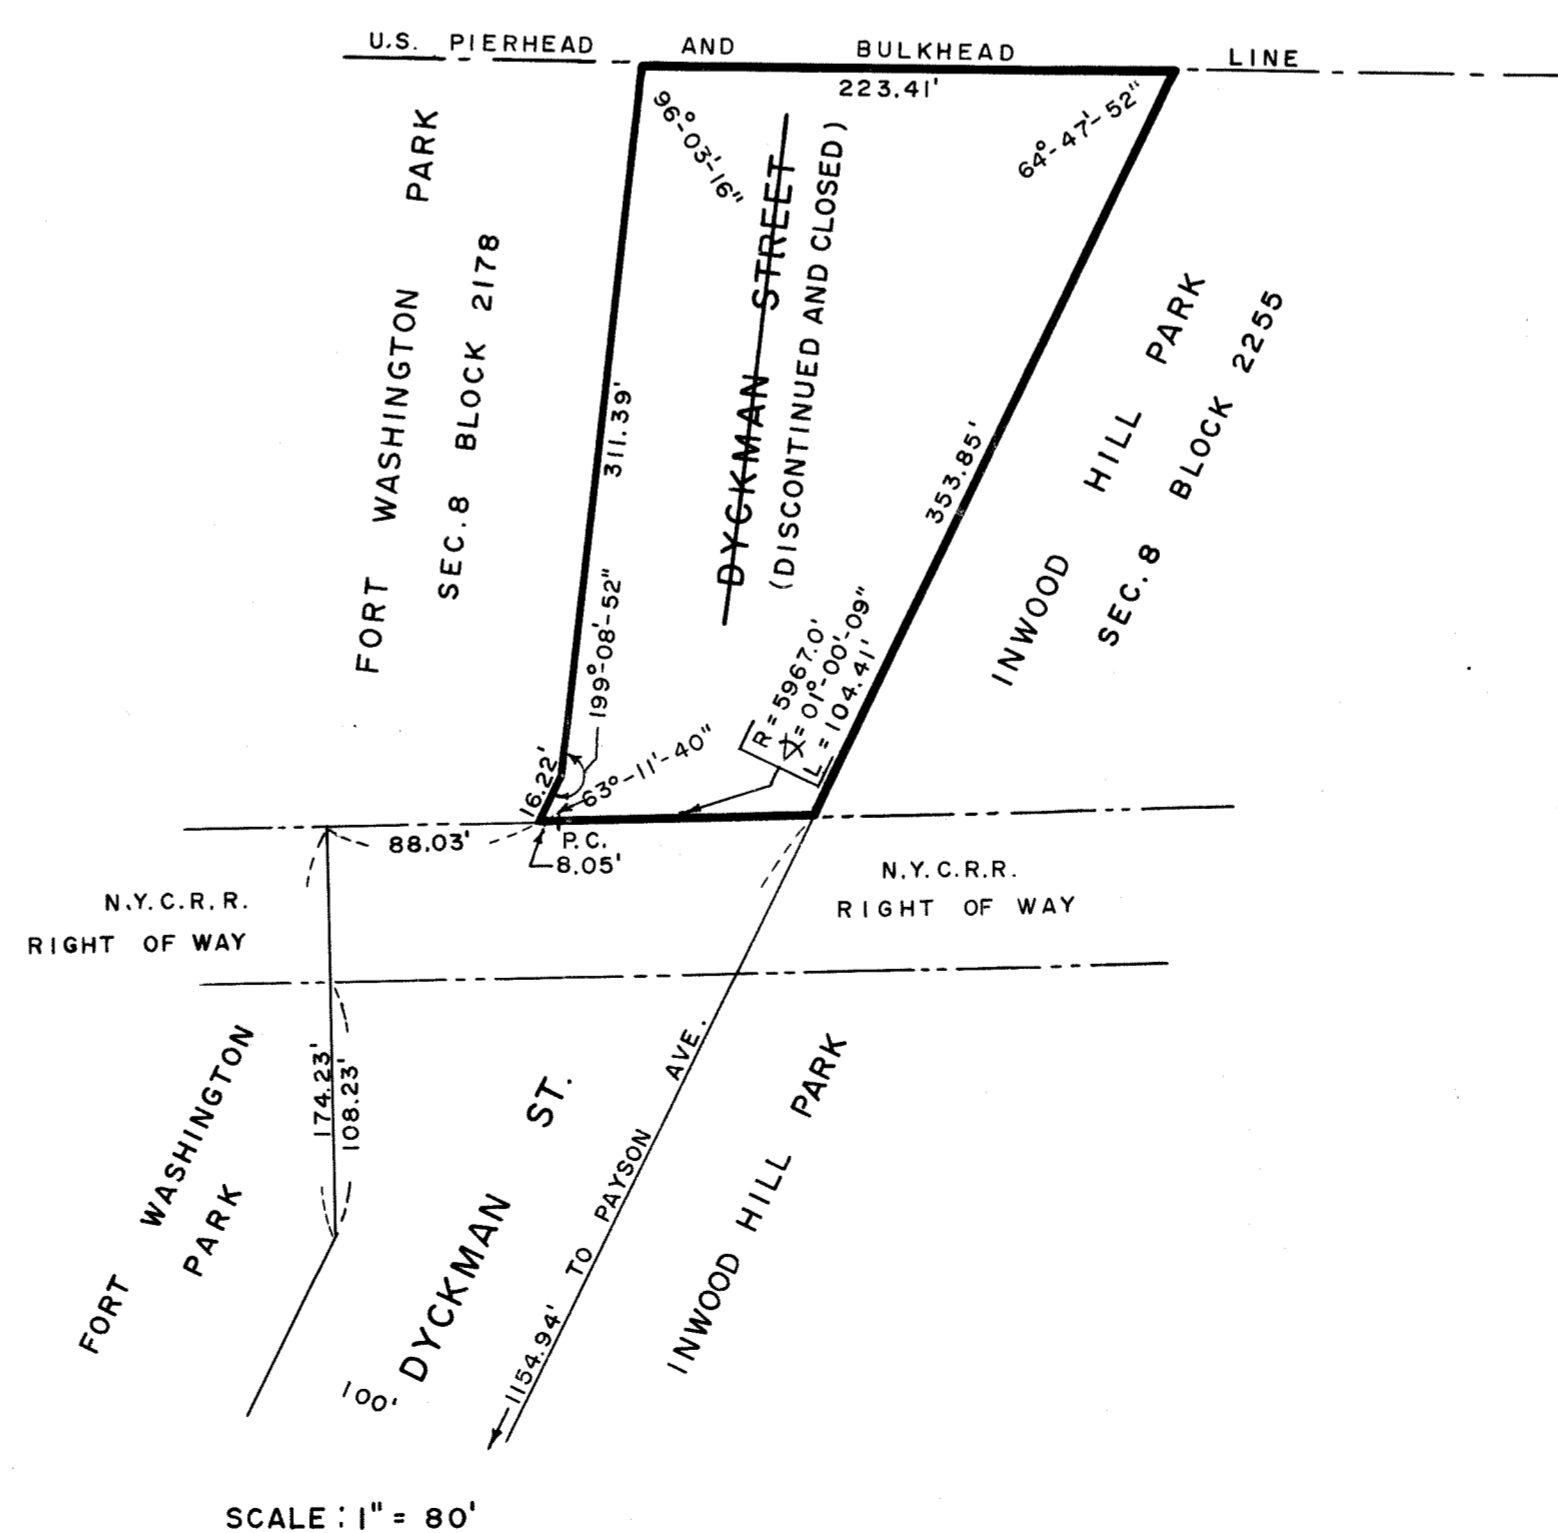 U.S. PIERHEAD AND BULKHEAD LINE
223.41'
96°-03'-16"
64°-47'-52"
FORT WASHINGTON PARK
SEC. 8 BLOCK 2178
311.39'
DYCKMAN STREET
(DISCONTINUED AND CLOSED)
353.85'
INWOOD HILL PARK
SEC. 8 BLOCK 2255
199°-08'-52"
16.22'
63°-11'-40"
R = 5967.0'
∡ = 01°-00'-09"
L = 104.41'
88.03'
P.C.
8.05'
N.Y.C.R.R.
RIGHT OF WAY
N.Y.C.R.R.
RIGHT OF WAY
174.23'
108.23'
FORT WASHINGTON
PARK
100'
DYCKMAN ST.
1154.94' TO PAYSON AVE.
INWOOD HILL PARK
SCALE : 1" = 80'